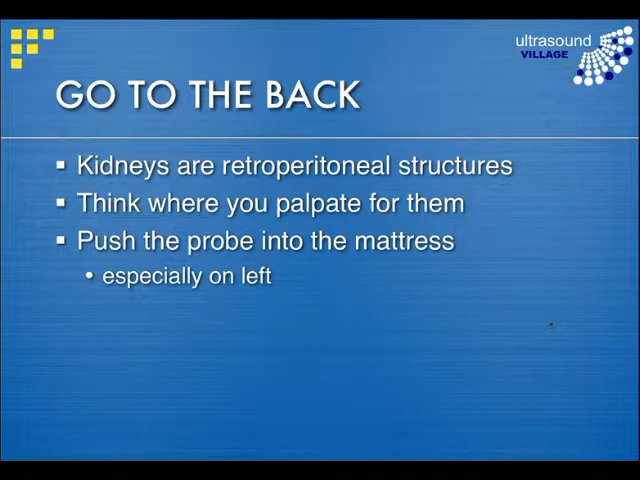 ultrasound
VILLAGE
GO TO THE BACK
▪ Kidneys are retroperitoneal structures
▪ Think where you palpate for them
▪ Push the probe into the mattress
• especially on left